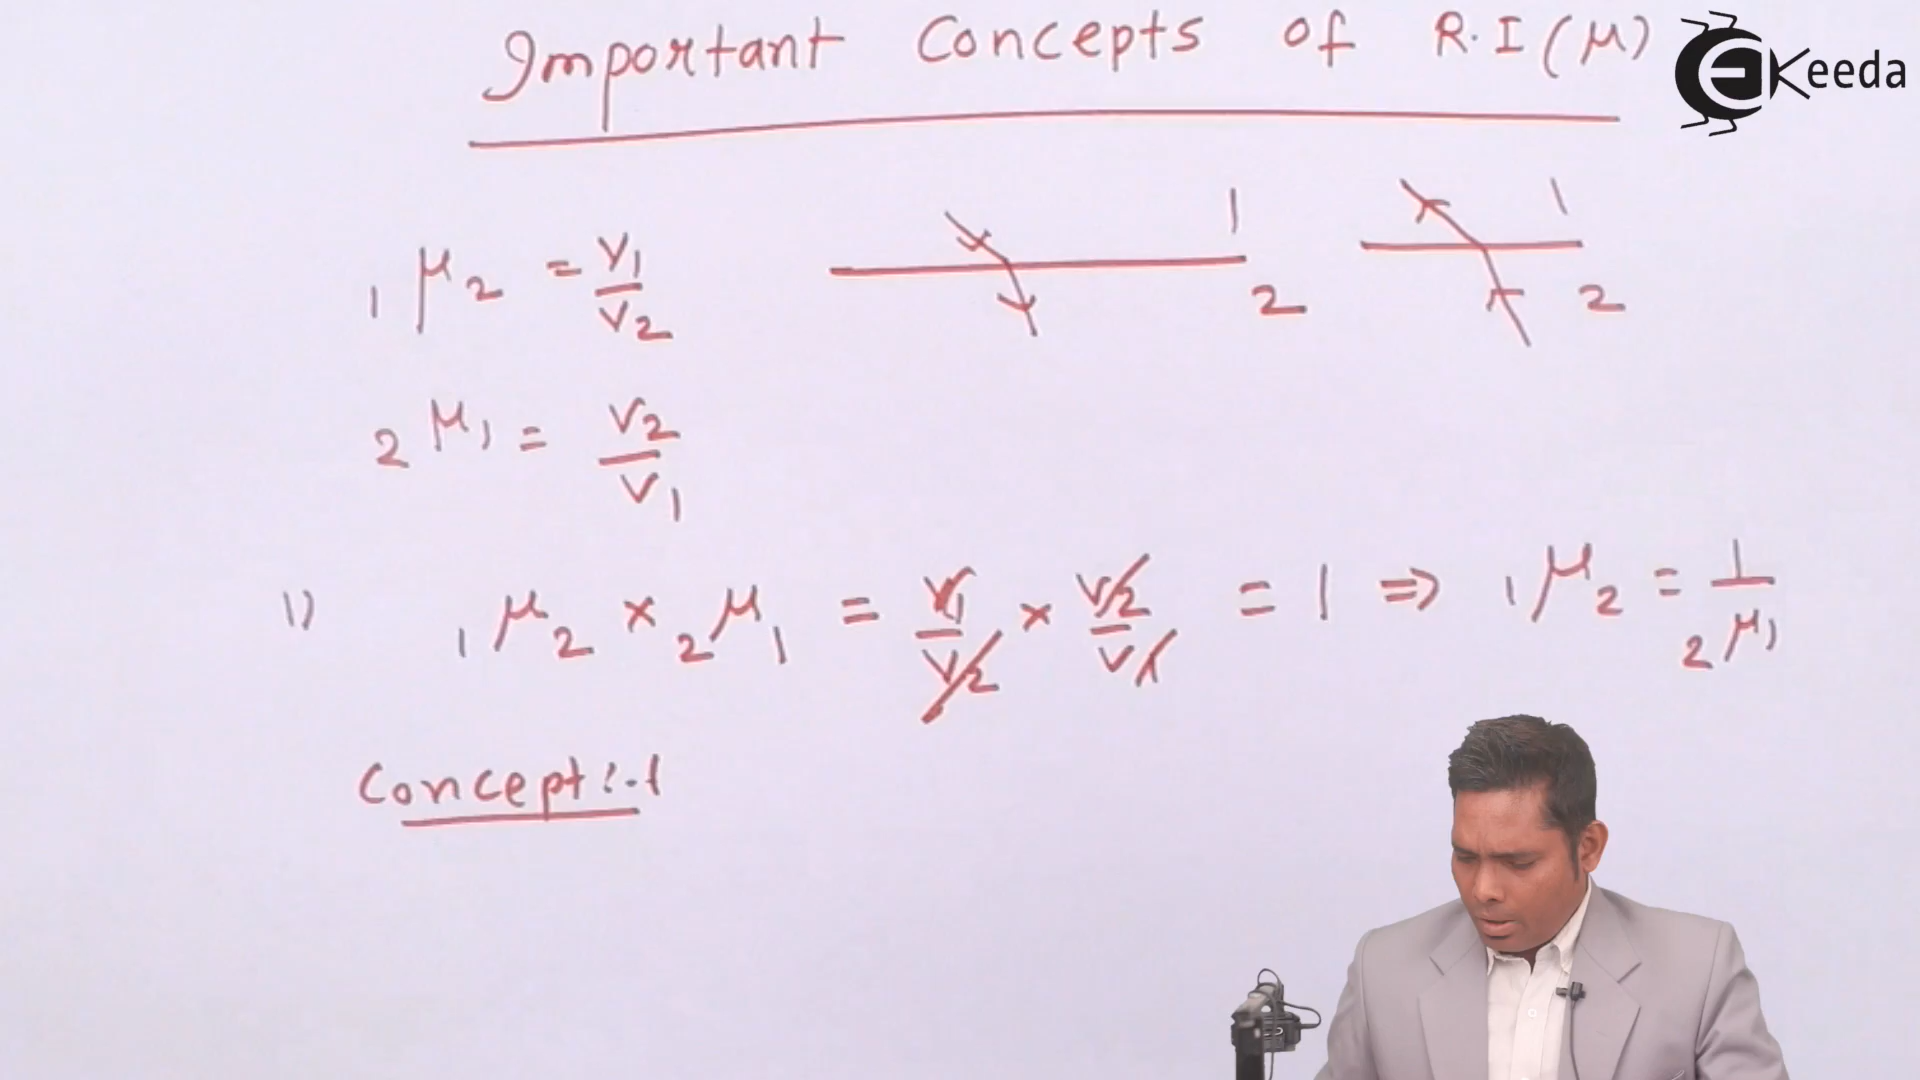 Important Concepts of R.I (μ)
EKeeda
₁μ₂ = V₁/V₂
1
2
1
2
₂μ₁ = V₂/V₁
1) ₁μ₂ × ₂μ₁ = V₁/V₂ × V₂/V₁ = 1 ⇒ ₁μ₂ = 1/₂μ₁
Concept :- 1